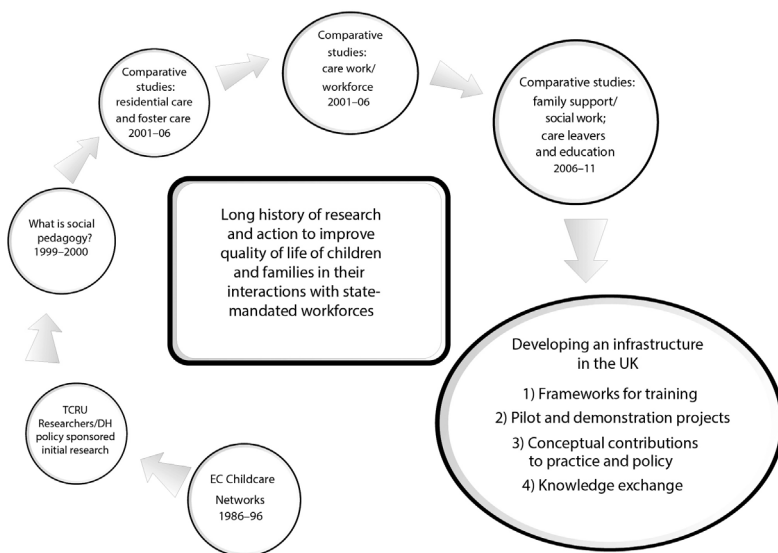 Comparative
studies:
residential care
and foster care
2001–06
Comparative
studies:
care work/
workforce
2001–06
Comparative studies:
family support/
social work;
care leavers
and education
2006–11
What is social
pedagogy?
1999–2000
Long history of research
and action to improve
quality of life of children
and families in their
interactions with state-
mandated workforces
TCRU
Researchers/DH
policy sponsored
initial research
EC Childcare
Networks
1986–96
Developing an infrastructure
in the UK
1) Frameworks for training
2) Pilot and demonstration projects
3) Conceptual contributions
to practice and policy
4) Knowledge exchange